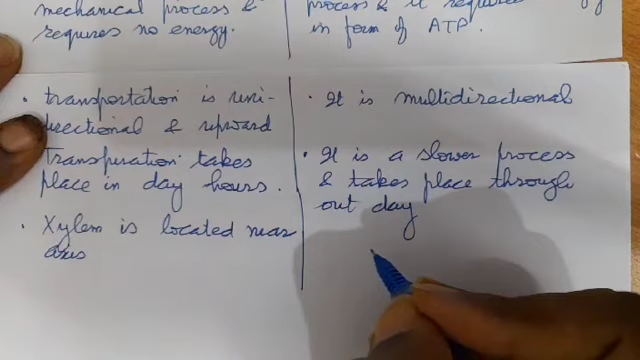 mechanical process &
requires no energy.
process & it requires
in form of ATP.
• transportation is uni-
directional & upward
Transpiration takes
place in day hours.
• Xylem is located near
axis
• It is multidirectional
• It is a slower process
& takes place through
out day